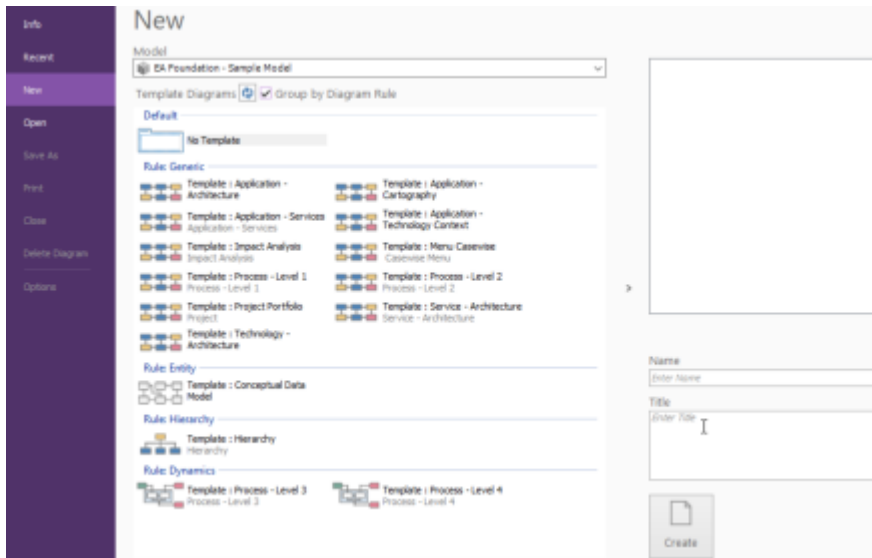 Info
Recent
New
Open
Save As
Print
Close
Delete Diagram
Options
New
Model
EA Foundation - Sample Model
Template Diagrams Group by Diagram Rule
Default
No Template
Rule: Generic
Template : Application - Architecture
Template : Application - Cartography
Template : Application - Services
Application - Services
Template : Application - Technology Context
Template : Impact Analysis
Impact Analysis
Template : Menu Casewise
Casewise Menu
Template : Process - Level 1
Process - Level 1
Template : Process - Level 2
Process - Level 2
Template : Project Portfolio
Project
Template : Service - Architecture
Service - Architecture
Template : Technology - Architecture
Rule: Entity
Template : Conceptual Data Model
Rule: Hierarchy
Template : Hierarchy
Hierarchy
Rule: Dynamics
Template : Process - Level 3
Process - Level 3
Template : Process - Level 4
Process - Level 4
Name
Enter Name
Title
Enter Title
Create